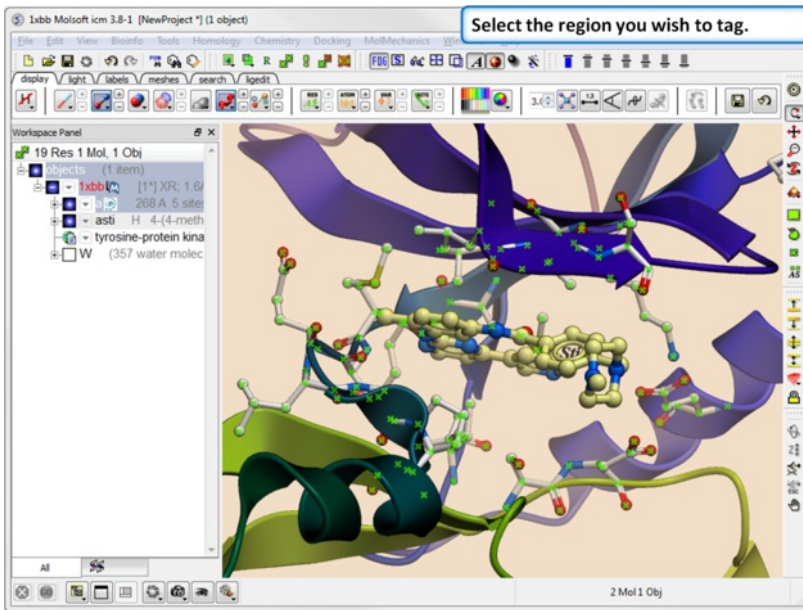 1xbb Molsoft icm 3.8-1 [NewProject *] (1 object)
Select the region you wish to tag.
File Edit View Bioinfo Tools Homology Chemistry Docking MolMechanics
display light labels meshes search ligedit
Workspace Panel
19 Res 1 Mol, 1 Obj
objects (1 item)
1xbb [1*] XR, 1.6
a 268 A 5 sites
asti H 4-(4-meth
tyrosine-protein kina
W (357 water molec
All
2 Mol 1 Obj